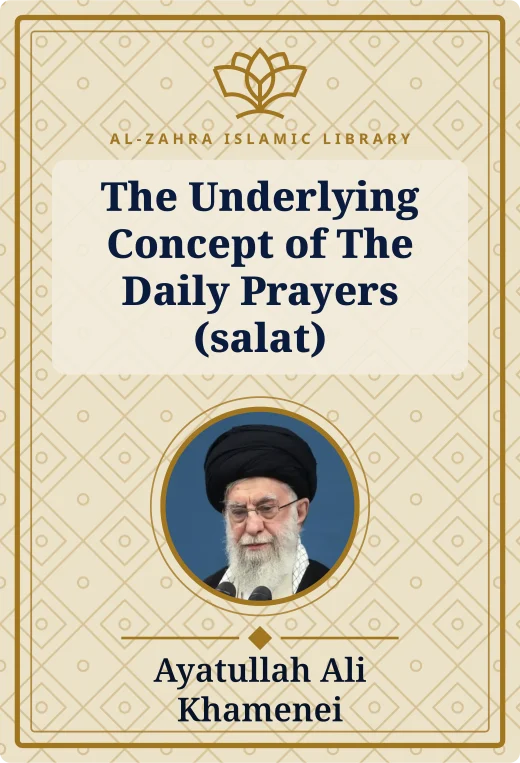 AL-ZAHRA ISLAMIC LIBRARY
The Underlying
Concept of The
Daily Prayers
(salat)
Ayatullah Ali
Khamenei